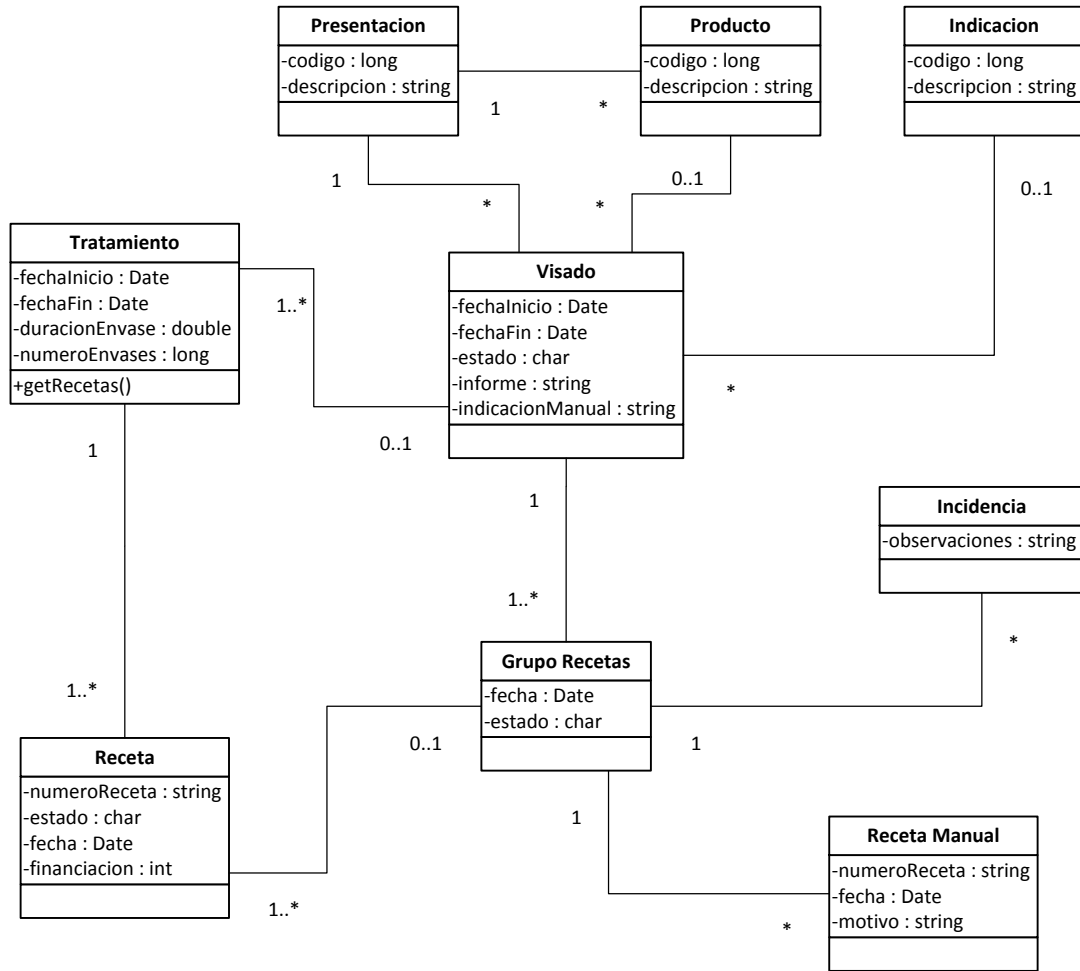 Presentacion
-codigo : long
-descripcion : string
Producto
-codigo : long
-descripcion : string
Indicacion
-codigo : long
-descripcion : string
1
*
1
*
0..1
*
0..1
*
Tratamiento
-fechaInicio : Date
-fechaFin : Date
-duracionEnvase : double
-numeroEnvases : long
+getRecetas()
1..*
0..1
Visado
-fechaInicio : Date
-fechaFin : Date
-estado : char
-informe : string
-indicacionManual : string
1
1..*
1
1..*
Incidencia
-observaciones : string
*
1
Grupo Recetas
-fecha : Date
-estado : char
0..1
1..*
Receta
-numeroReceta : string
-estado : char
-fecha : Date
-financiacion : int
1
*
Receta Manual
-numeroReceta : string
-fecha : Date
-motivo : string